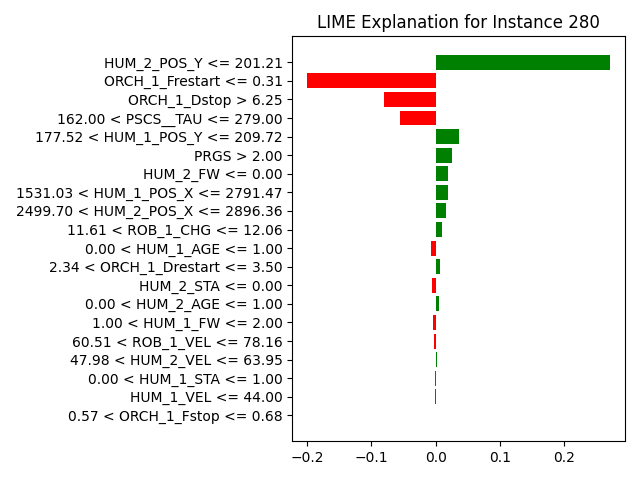 LIME Explanation for Instance 280
HUM_2_POS_Y <= 201.21
ORCH_1_Frestart <= 0.31
ORCH_1_Dstop > 6.25
162.00 < PSCS__TAU <= 279.00
177.52 < HUM_1_POS_Y <= 209.72
PRGS > 2.00
HUM_2_FW <= 0.00
1531.03 < HUM_1_POS_X <= 2791.47
2499.70 < HUM_2_POS_X <= 2896.36
11.61 < ROB_1_CHG <= 12.06
0.00 < HUM_1_AGE <= 1.00
2.34 < ORCH_1_Drestart <= 3.50
HUM_2_STA <= 0.00
0.00 < HUM_2_AGE <= 1.00
1.00 < HUM_1_FW <= 2.00
60.51 < ROB_1_VEL <= 78.16
47.98 < HUM_2_VEL <= 63.95
0.00 < HUM_1_STA <= 1.00
HUM_1_VEL <= 44.00
0.57 < ORCH_1_Fstop <= 0.68
−0.2 −0.1 0.0 0.1 0.2